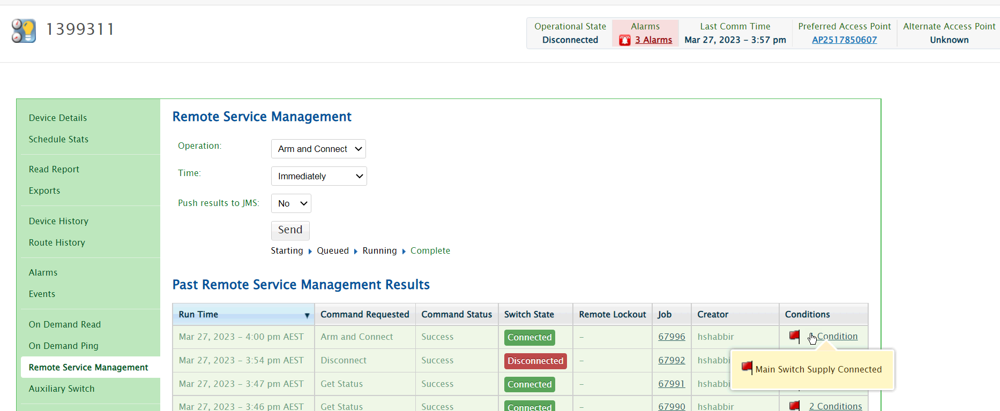 1399311
Operational State Alarms Last Comm Time Preferred Access Point Alternate Access Point
Disconnected 3 Alarms Mar 27, 2023 - 3:57 pm AP2517850607 Unknown
Device Details
Schedule Stats
Read Report
Exports
Device History
Route History
Alarms
Events
On Demand Read
On Demand Ping
Remote Service Management
Auxiliary Switch
Remote Service Management
Operation: Arm and Connect
Time: Immediately
Push results to JMS: No
Send
Starting Queued Running Complete
Past Remote Service Management Results
Run Time Command Requested Command Status Switch State Remote Lockout Job Creator Conditions
Mar 27, 2023 - 4:00 pm AEST Arm and Connect Success Connected - 67996 hshabbir Condition
Mar 27, 2023 - 3:54 pm AEST Disconnect Success Disconnected - 67992
Main Switch Supply Connected
Mar 27, 2023 - 3:47 pm AEST Get Status Success Connected - 67991
Mar 27, 2023 - 3:46 pm AEST Get Status Success Connected - 67990 hshabbir 2 Conditions